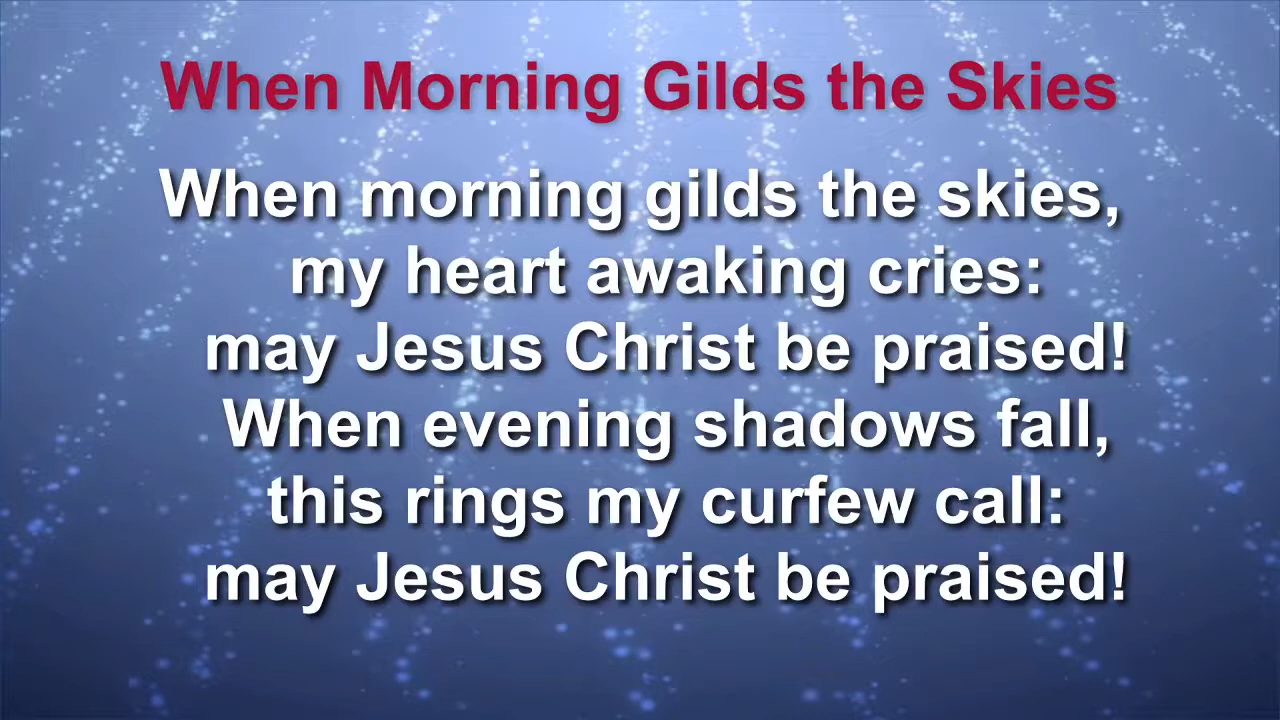 When Morning Gilds the Skies
When morning gilds the skies,
my heart awaking cries:
may Jesus Christ be praised!
When evening shadows fall,
this rings my curfew call:
may Jesus Christ be praised!